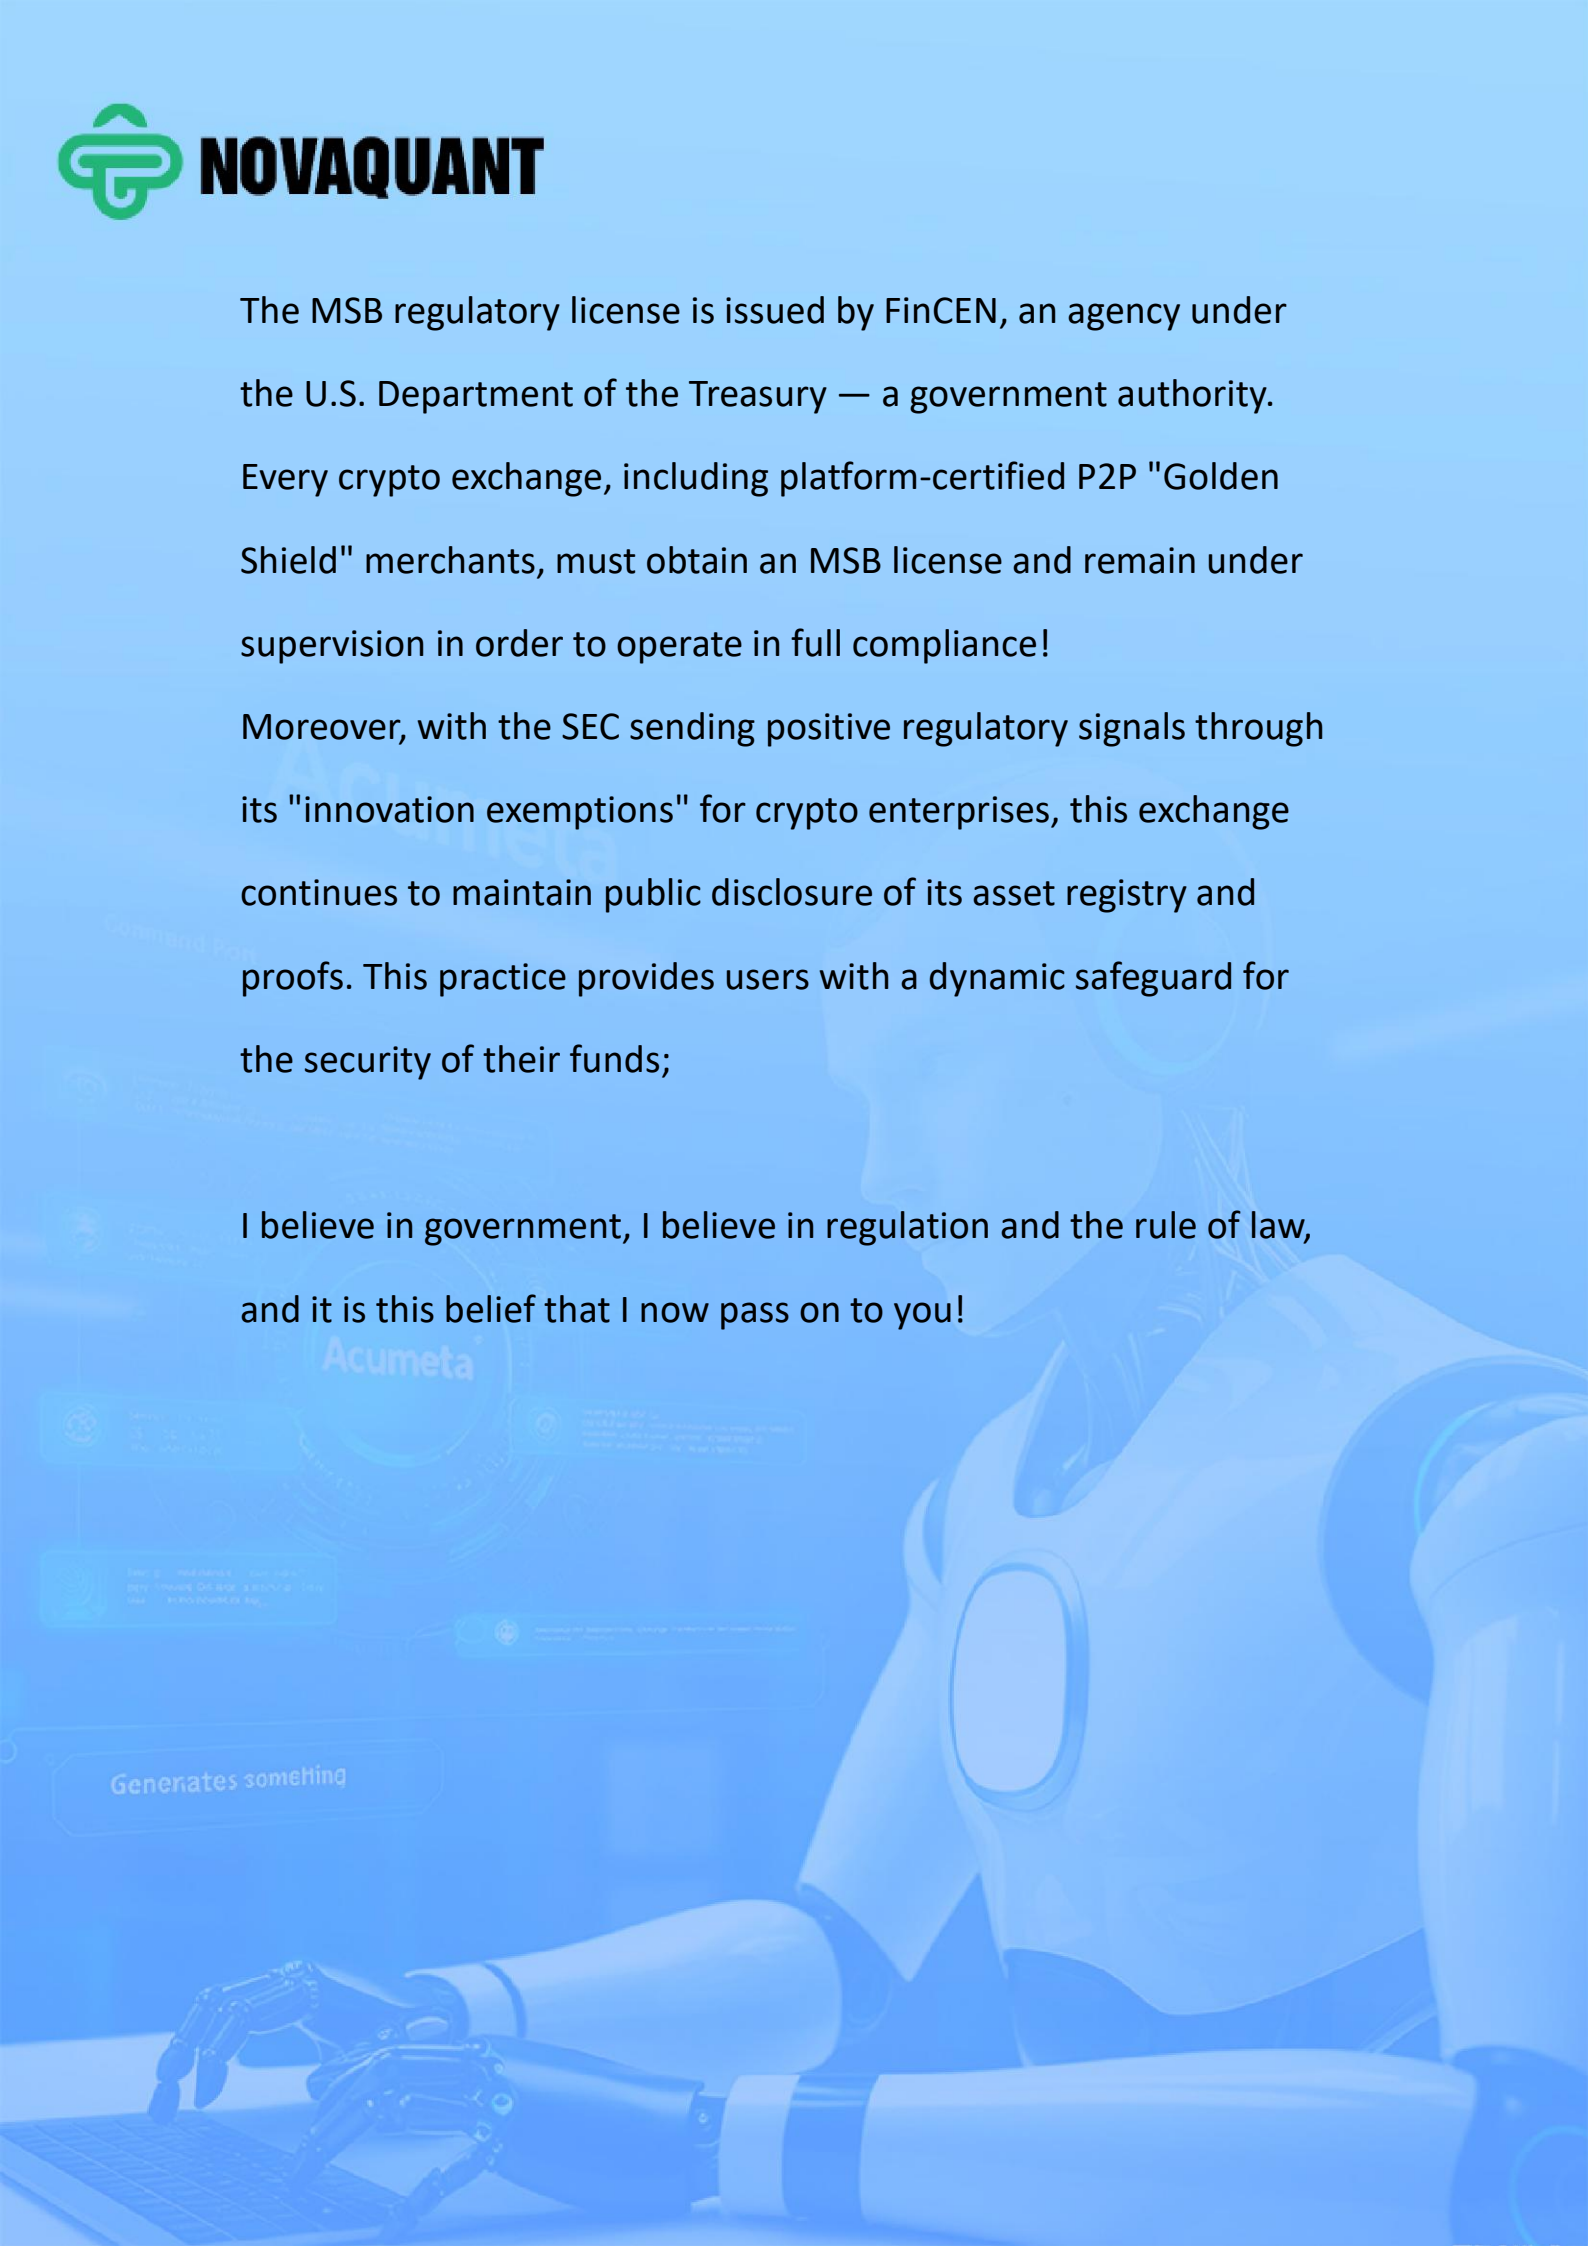 NOVAQUANT
The MSB regulatory license is issued by FinCEN, an agency under
the U.S. Department of the Treasury — a government authority.
Every crypto exchange, including platform-certified P2P "Golden
Shield" merchants, must obtain an MSB license and remain under
supervision in order to operate in full compliance!
Moreover, with the SEC sending positive regulatory signals through
its "innovation exemptions" for crypto enterprises, this exchange
continues to maintain public disclosure of its asset registry and
proofs. This practice provides users with a dynamic safeguard for
the security of their funds;
I believe in government, I believe in regulation and the rule of law,
and it is this belief that I now pass on to you!
Acumeta
Acumeta
Generates something